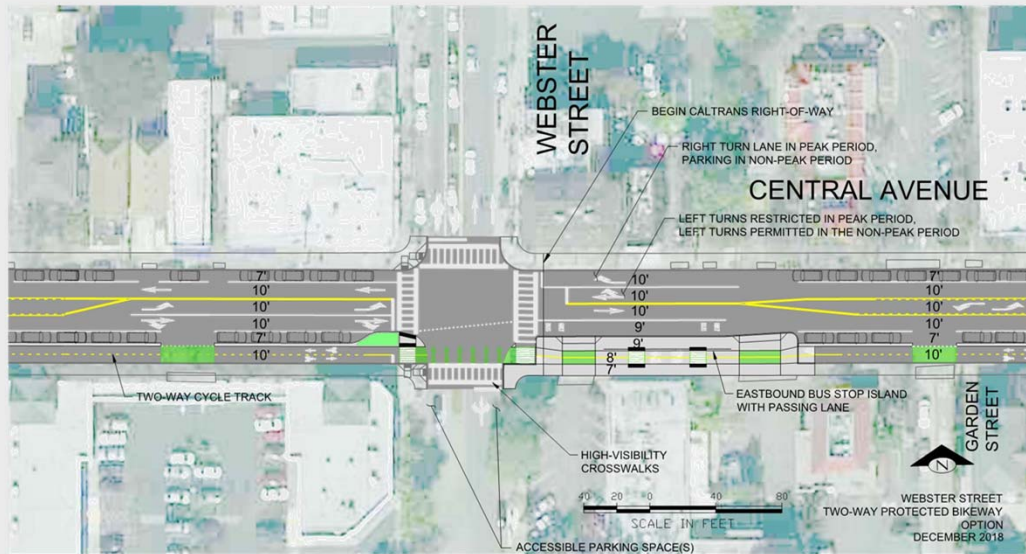 WEBSTER
STREET
BEGIN CALTRANS RIGHT-OF-WAY
RIGHT TURN LANE IN PEAK PERIOD,
PARKING IN NON-PEAK PERIOD
CENTRAL AVENUE
LEFT TURNS RESTRICTED IN PEAK PERIOD,
LEFT TURNS PERMITTED IN THE NON-PEAK PERIOD
7'
10'
10'
10'
7'
10'
10'
10'
10'
9'
9'
8'
7'
7'
10'
10'
10'
7'
10'
TWO-WAY CYCLE TRACK
EASTBOUND BUS STOP ISLAND
WITH PASSING LANE
GARDEN
STREET
HIGH-VISIBILITY
CROSSWALKS
N
40 20 0 40 80
SCALE IN FEET
WEBSTER STREET
TWO-WAY PROTECTED BIKEWAY
OPTION
DECEMBER 2018
ACCESSIBLE PARKING SPACE(S)